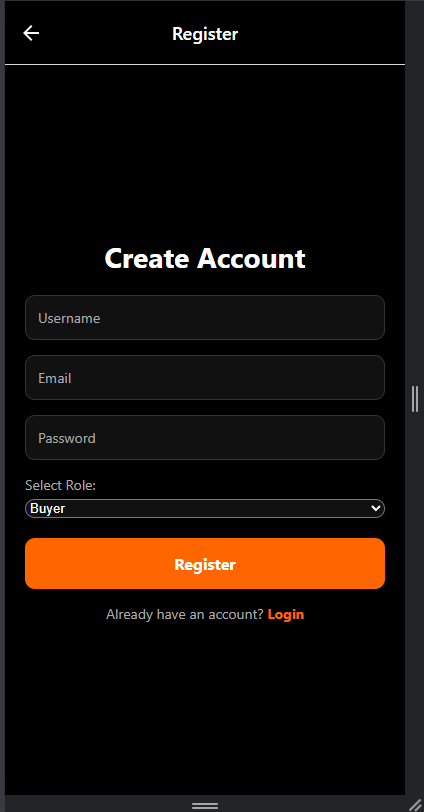 Register
Create Account
Username
Email
Password
Select Role:
Buyer
Register
Already have an account? Login